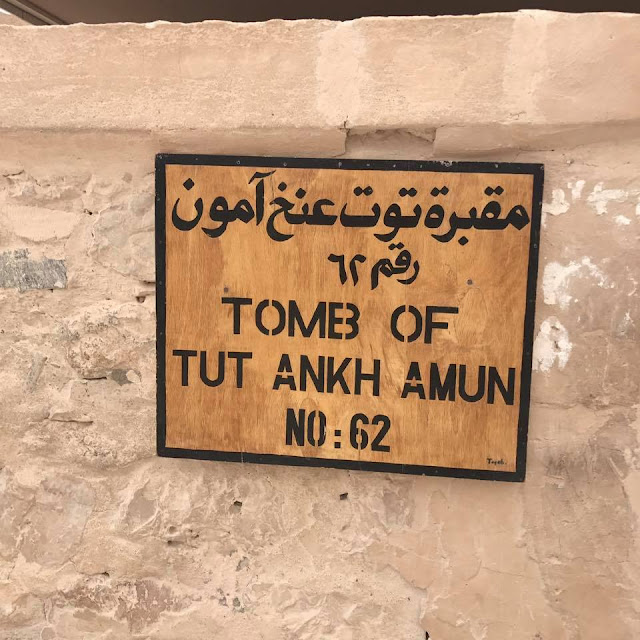 مقبرة توت عنخ آمون
رقم ٦٢
TOMB OF
TUT ANKH AMUN
NO: 62